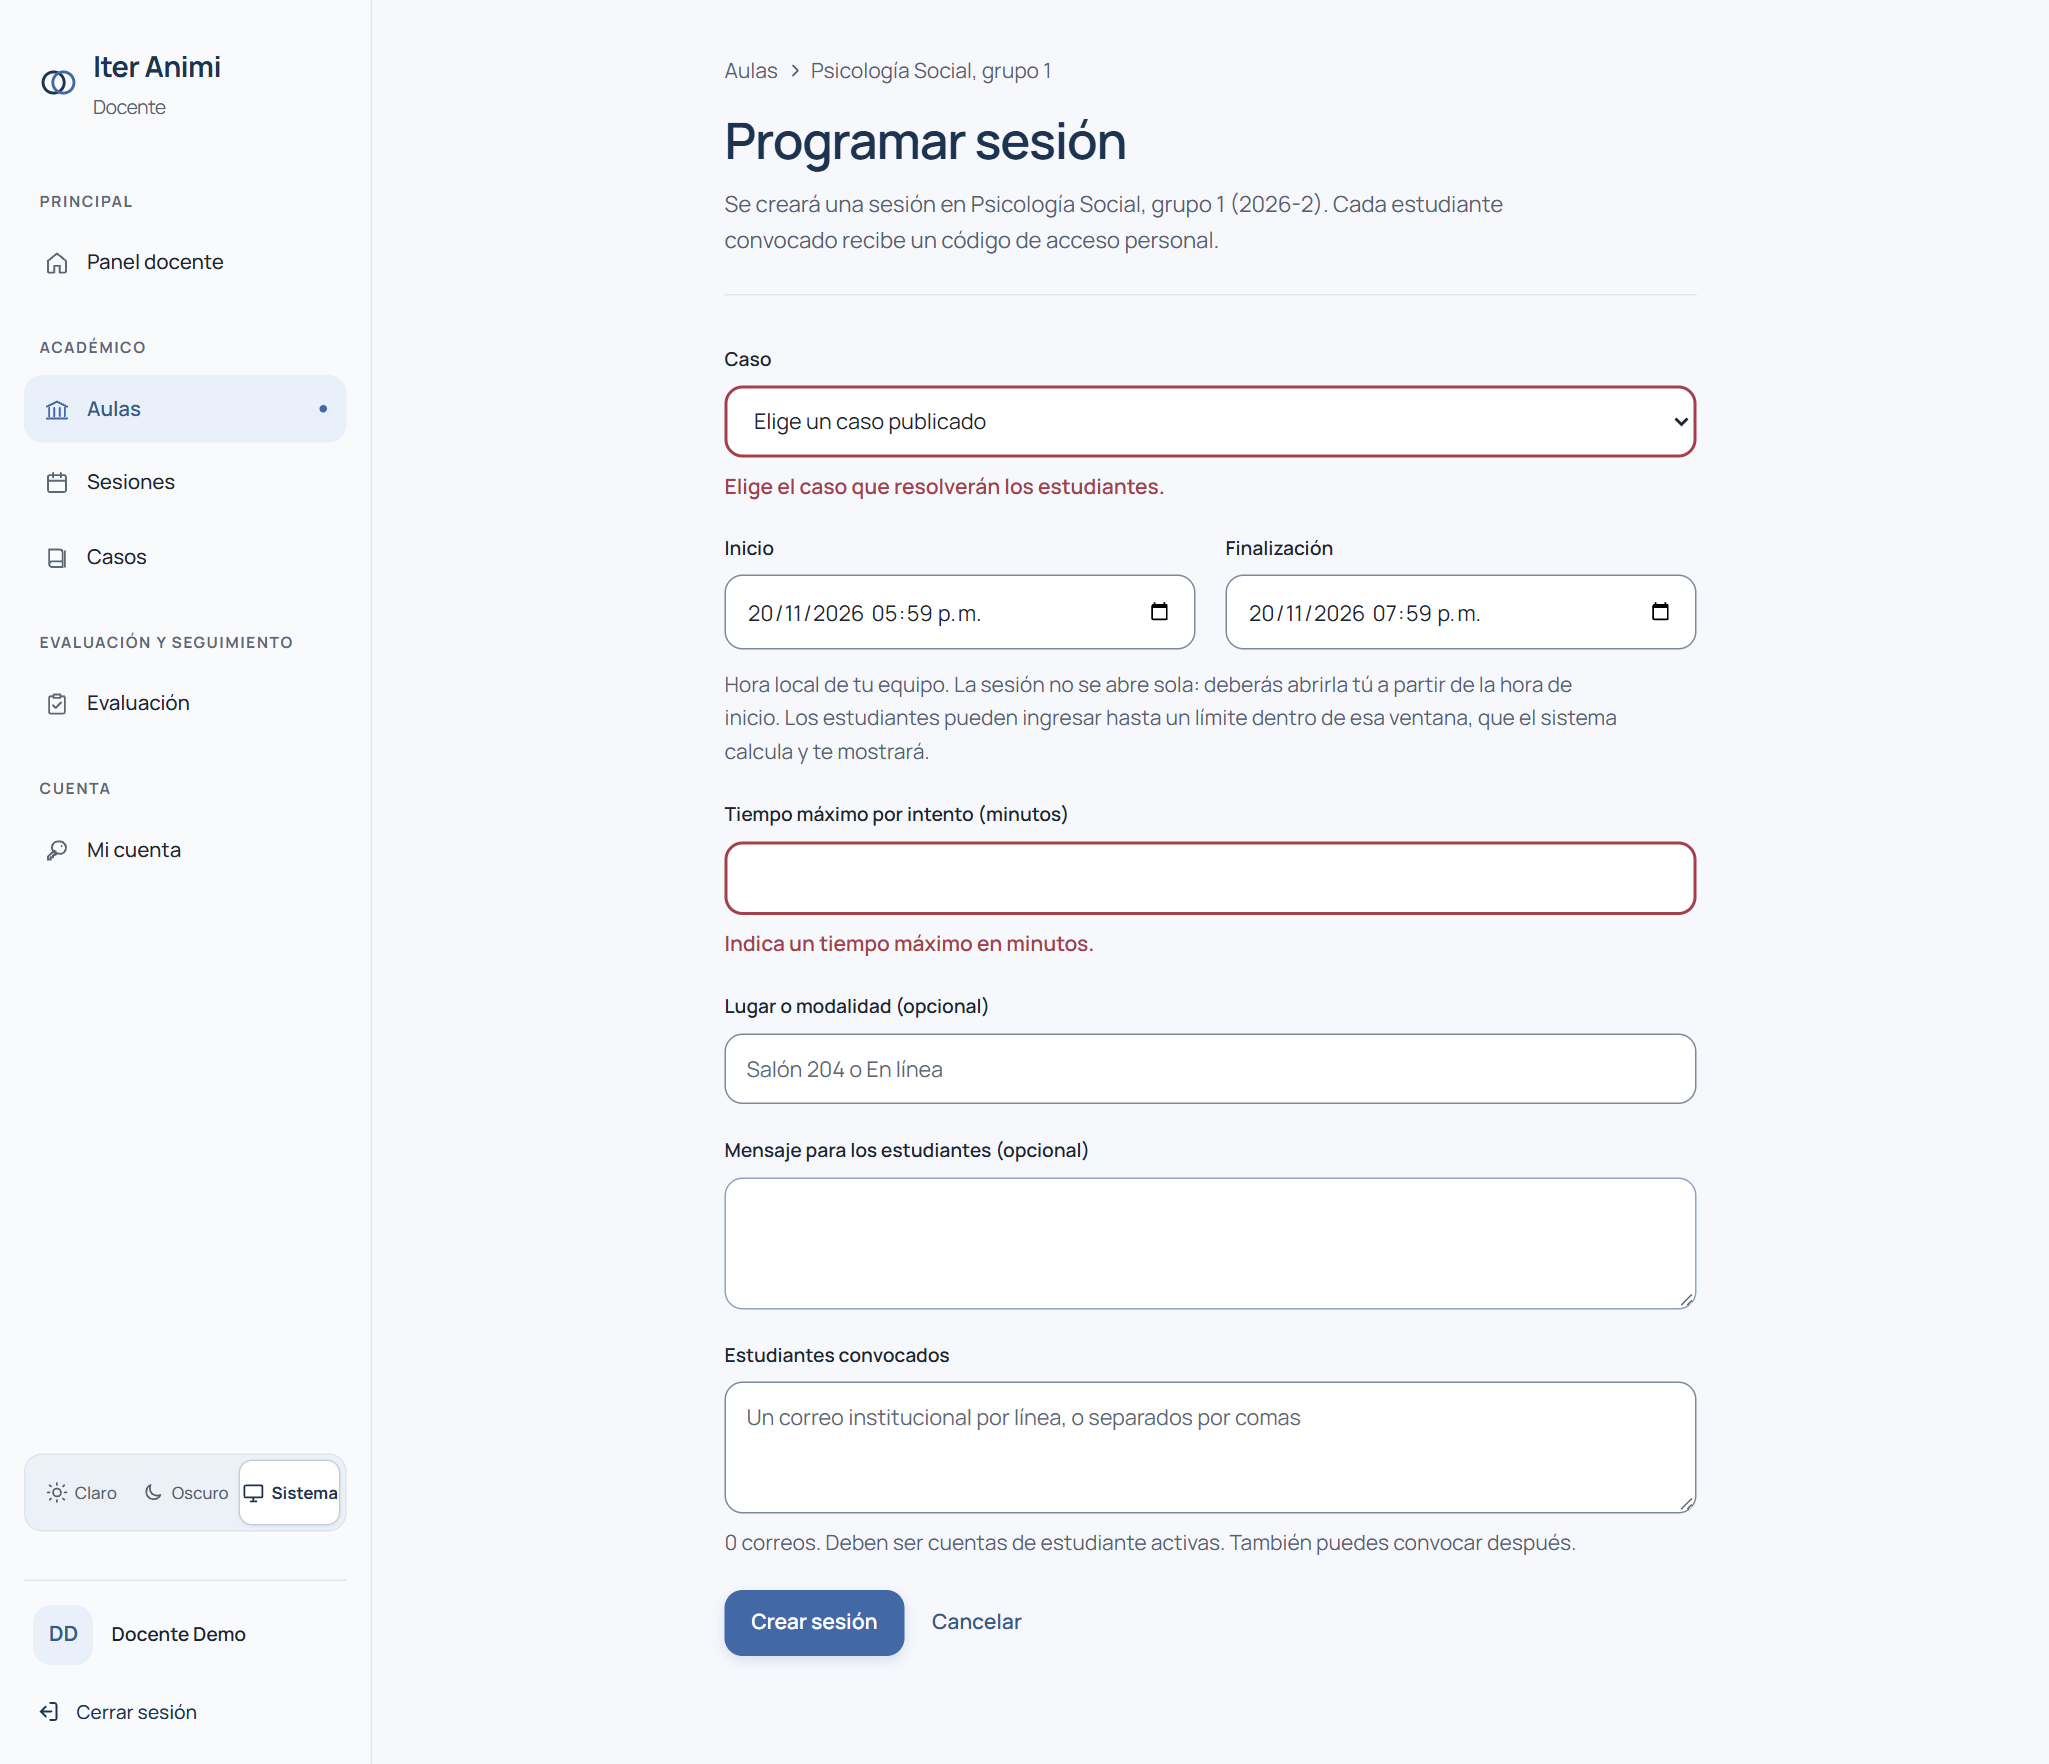 Iter Animi
Docente
PRINCIPAL
Panel docente
ACADÉMICO
Aulas
Sesiones
Casos
EVALUACIÓN Y SEGUIMIENTO
Evaluación
CUENTA
Mi cuenta
Claro
Oscuro
Sistema
DD
Docente Demo
Cerrar sesión
Aulas > Psicología Social, grupo 1
Programar sesión
Se creará una sesión en Psicología Social, grupo 1 (2026-2). Cada estudiante
convocado recibe un código de acceso personal.
Caso
Elige un caso publicado
Elige el caso que resolverán los estudiantes.
Inicio
20/11/2026 05:59 p.m.
Finalización
20/11/2026 07:59 p.m.
Hora local de tu equipo. La sesión no se abre sola: deberás abrirla tú a partir de la hora de
inicio. Los estudiantes pueden ingresar hasta un límite dentro de esa ventana, que el sistema
calcula y te mostrará.
Tiempo máximo por intento (minutos)
Indica un tiempo máximo en minutos.
Lugar o modalidad (opcional)
Salón 204 o En línea
Mensaje para los estudiantes (opcional)
Estudiantes convocados
Un correo institucional por línea, o separados por comas
0 correos. Deben ser cuentas de estudiante activas. También puedes convocar después.
Crear sesión
Cancelar